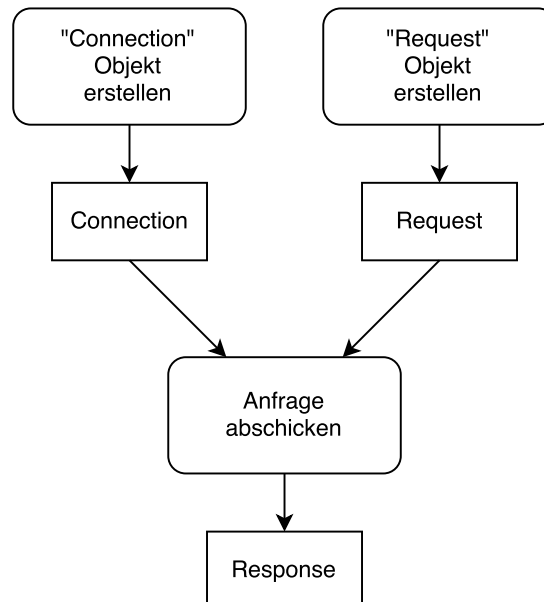 "Connection"
Objekt
erstellen
"Request"
Objekt
erstellen
Connection
Request
Anfrage
abschicken
Response